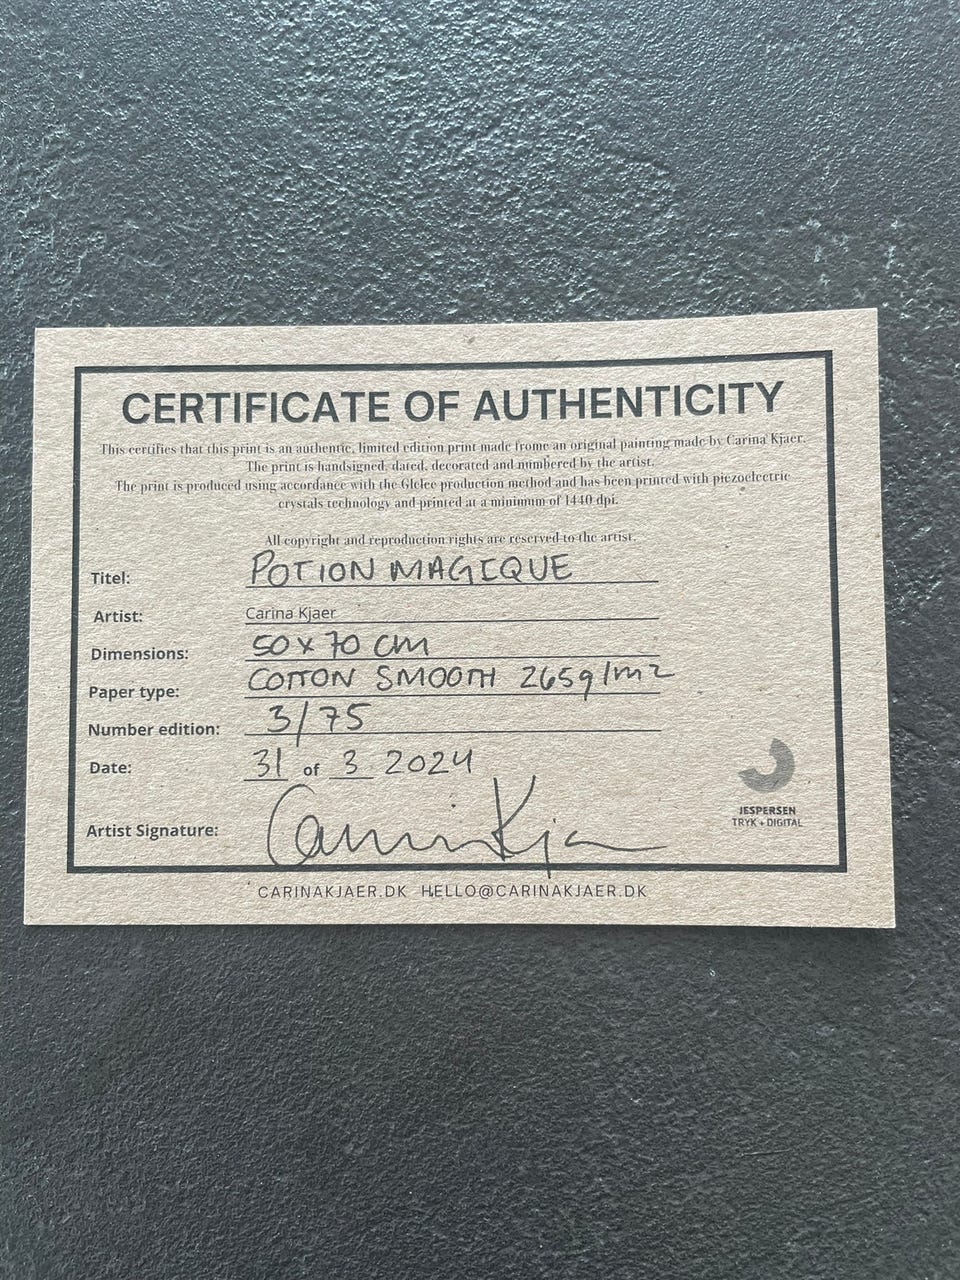 CERTIFICATE OF AUTHENTICITY
This certifies that this print is an authentic, limited edition print made frome an original painting made by Carina Kjaer.
The print is handsigned, dated, decorated and numbered by the artist.
The print is produced using accordance with the GIclee production method and has been printed with piezoelectric
crystals technology and printed at a minimum of 1440 dpi.
All copyright and reproduction rights are reserved to the artist.
Titel: POTION MAGIQUE
Artist: Carina Kjaer
Dimensions: 50 x 70 CM
Paper type: COTTON SMOOTH 265g/m2
Number edition: 3/75
Date: 31 of 3 2024
Artist Signature: Carina Kjær
JESPERSEN
TRYK + DIGITAL
CARINAKJAER.DK HELLO@CARINAKJAER.DK